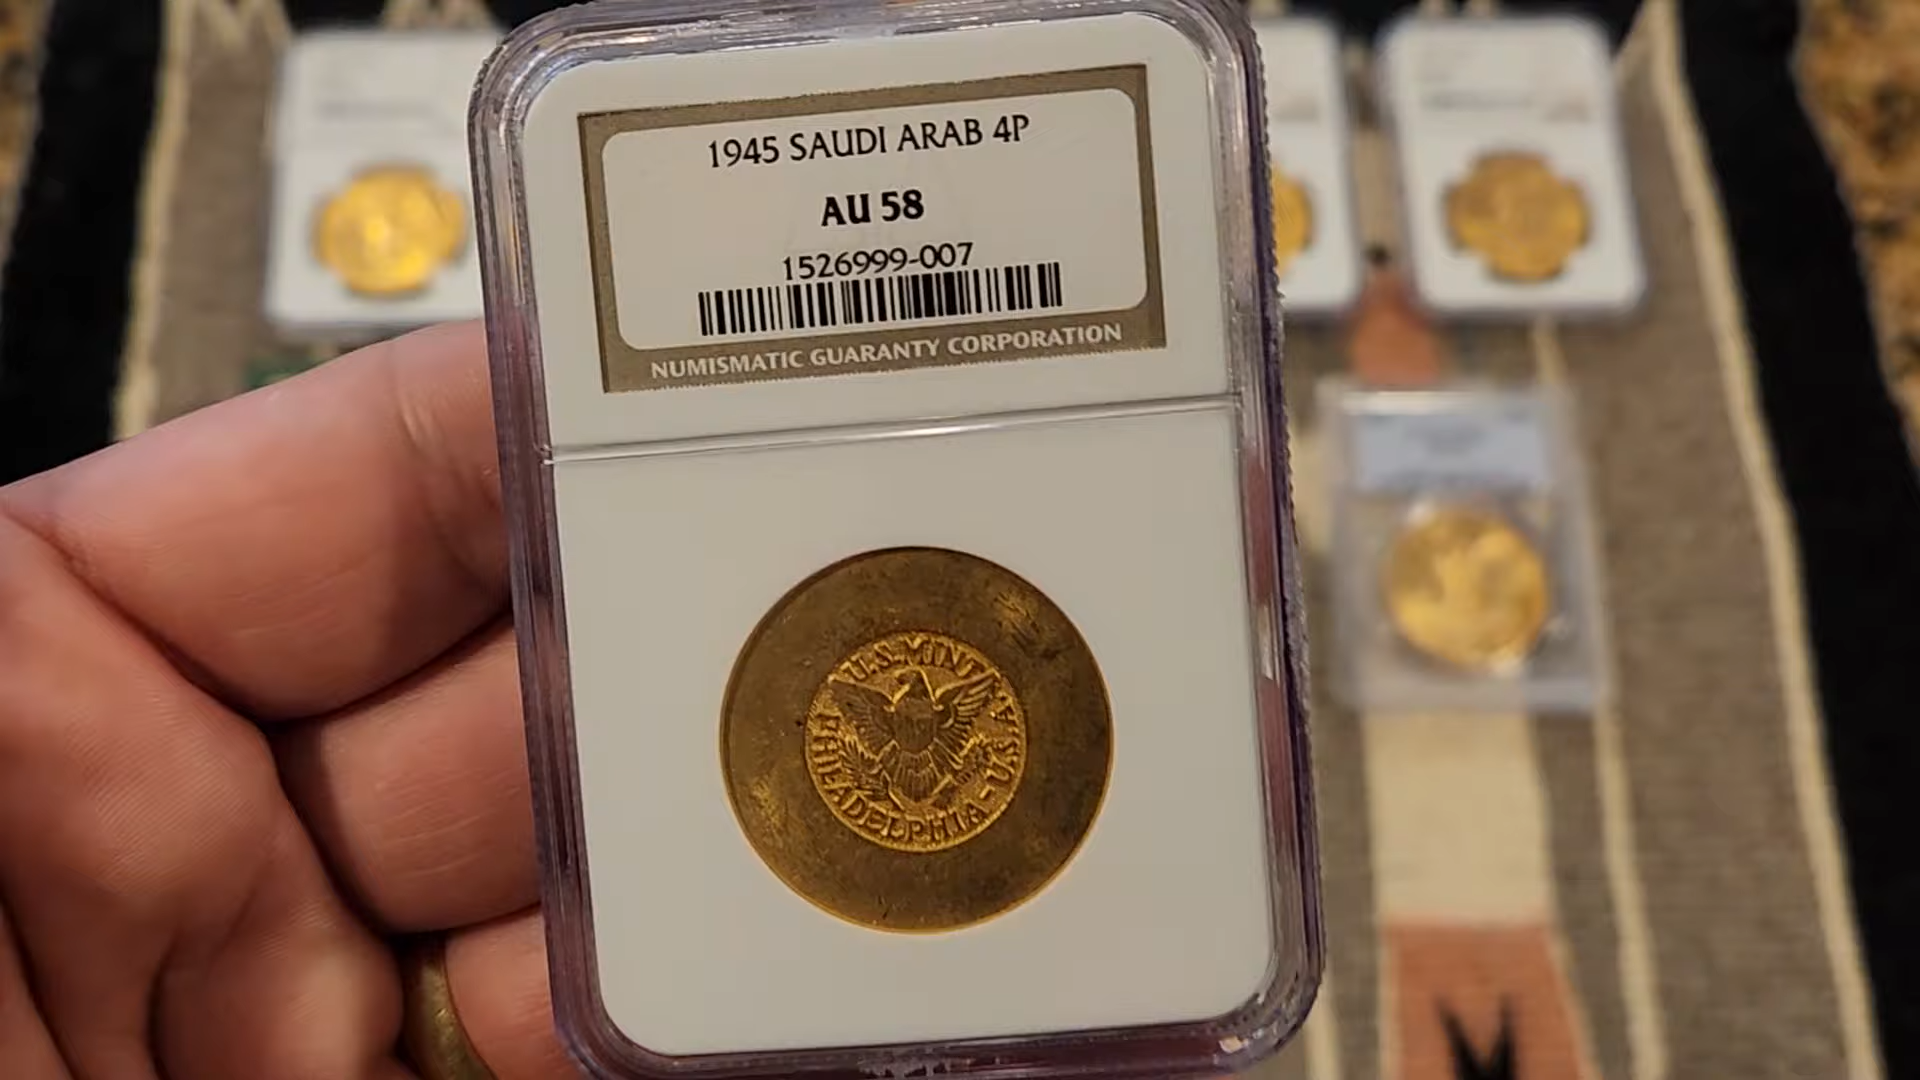 1945 SAUDI ARAB 4P
AU 58
1526999-007
NUMISMATIC GUARANTY CORPORATION
U.S. MINT
PHILADELPHIA-U.S.A.